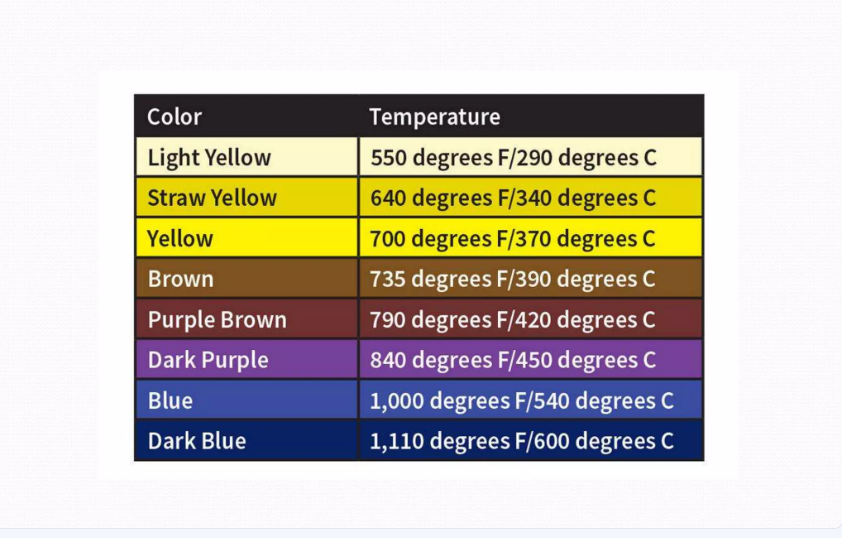 Color Temperature
Light Yellow 550 degrees F/290 degrees C
Straw Yellow 640 degrees F/340 degrees C
Yellow 700 degrees F/370 degrees C
Brown 735 degrees F/390 degrees C
Purple Brown 790 degrees F/420 degrees C
Dark Purple 840 degrees F/450 degrees C
Blue 1,000 degrees F/540 degrees C
Dark Blue 1,110 degrees F/600 degrees C